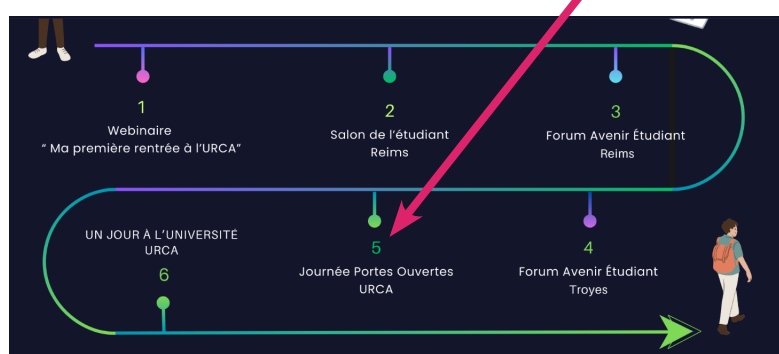 1
Webinaire
“ Ma première rentrée à l’URCA”
2
Salon de l’étudiant
Reims
3
Forum Avenir Étudiant
Reims
4
Forum Avenir Étudiant
Troyes
5
Journée Portes Ouvertes
URCA
UN JOUR À L’UNIVERSITÉ
URCA
6